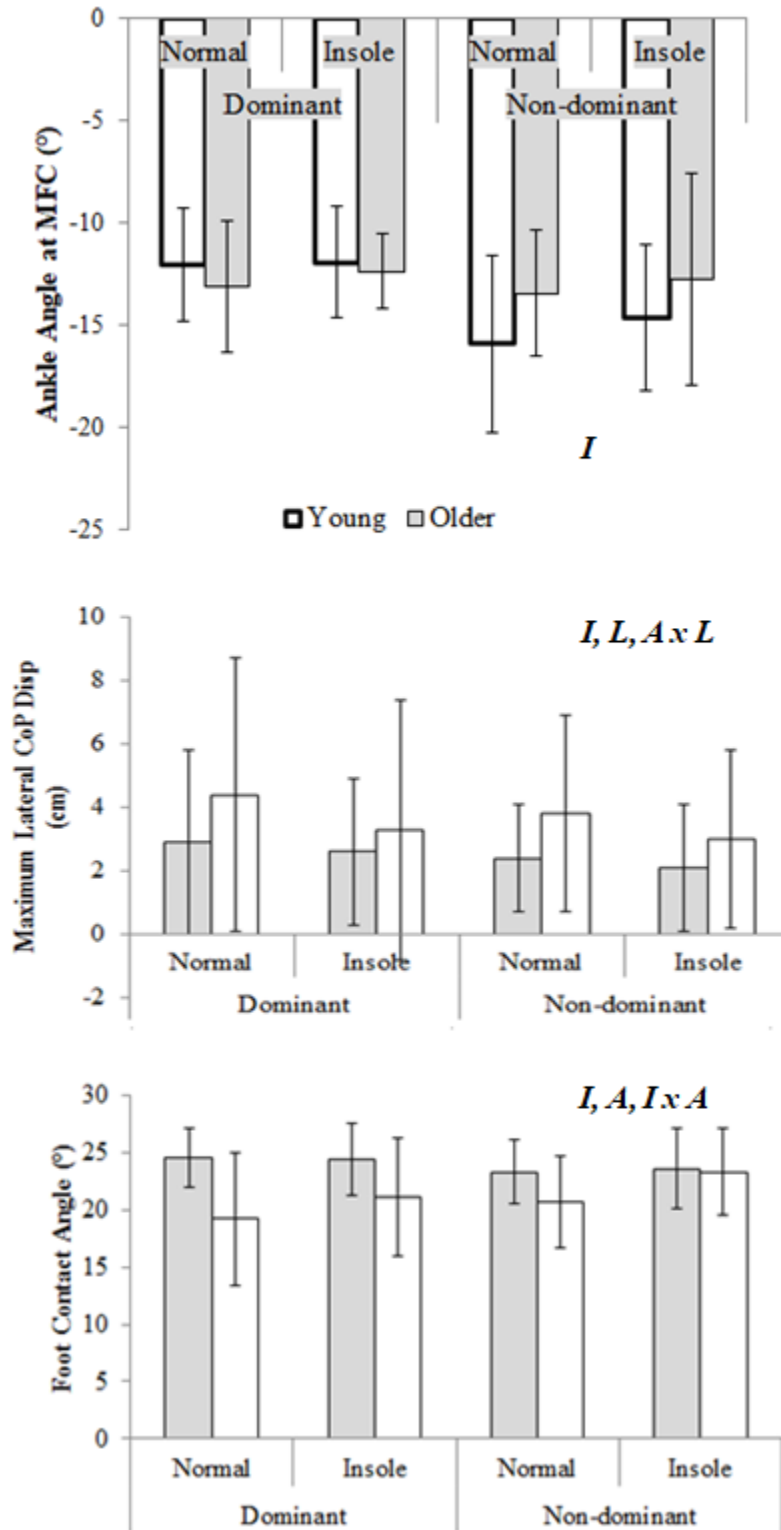 0
Normal Insole Normal Insole
Dominant Non-dominant
-5
-10
-15
-20
-25
Ankle Angle at MFC (°)
I
Young Older
10
8
6
4
2
0
-2
Maximum Lateral CoP Disp
(cm)
I, L, A x L
Normal Insole Normal Insole
Dominant Non-dominant
30
25
20
15
10
5
0
Foot Contact Angle (°)
I, A, I x A
Normal Insole Normal Insole
Dominant Non-dominant